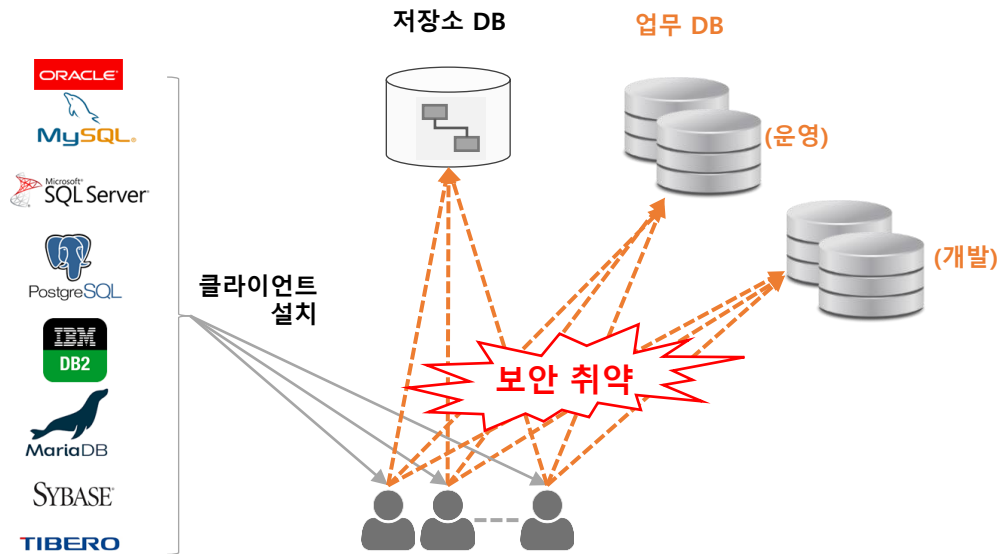 저장소 DB
업무 DB
ORACLE
MySQL
(운영)
Microsoft
SQL Server
PostgreSQL
(개발)
클라이언트
설치
IBM
DB2
보안 취약
MariaDB
SYBASE
TIBERO